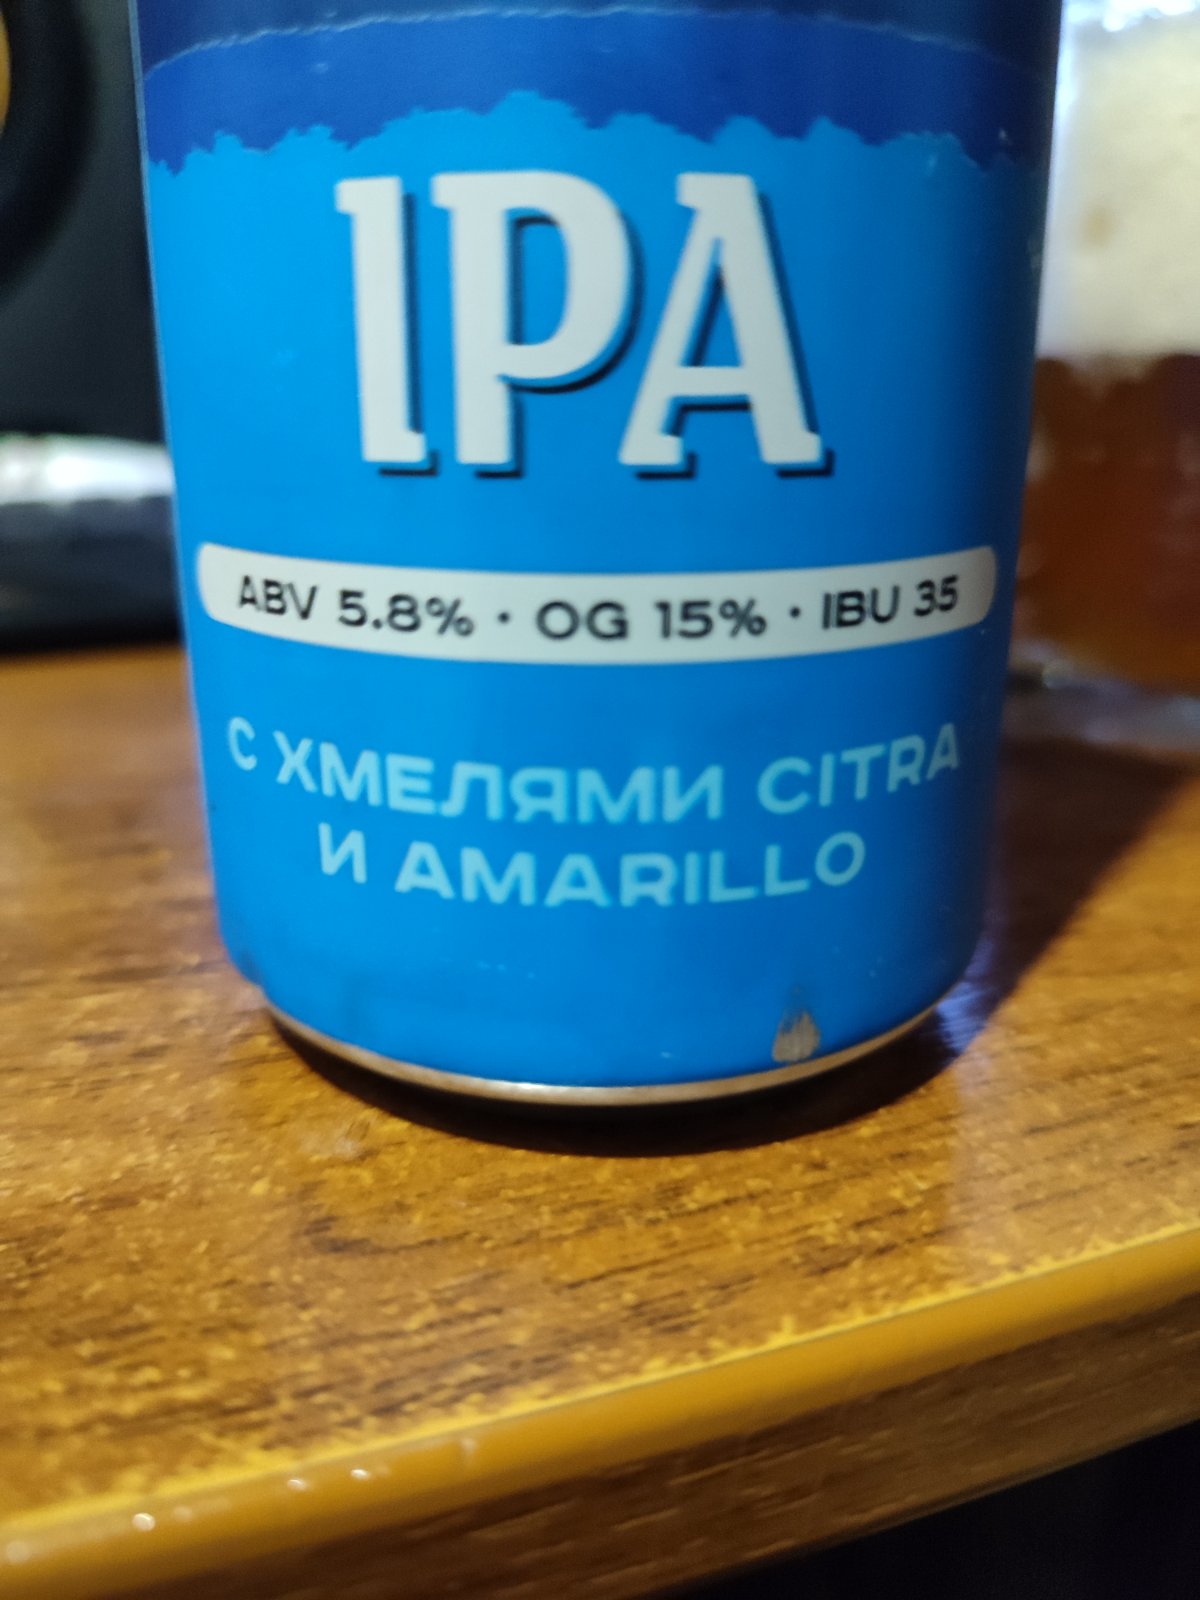 IPA
ABV 5.8% · OG 15% · IBU 35
С ХМЕЛЯМИ CITRA
И AMARILLO